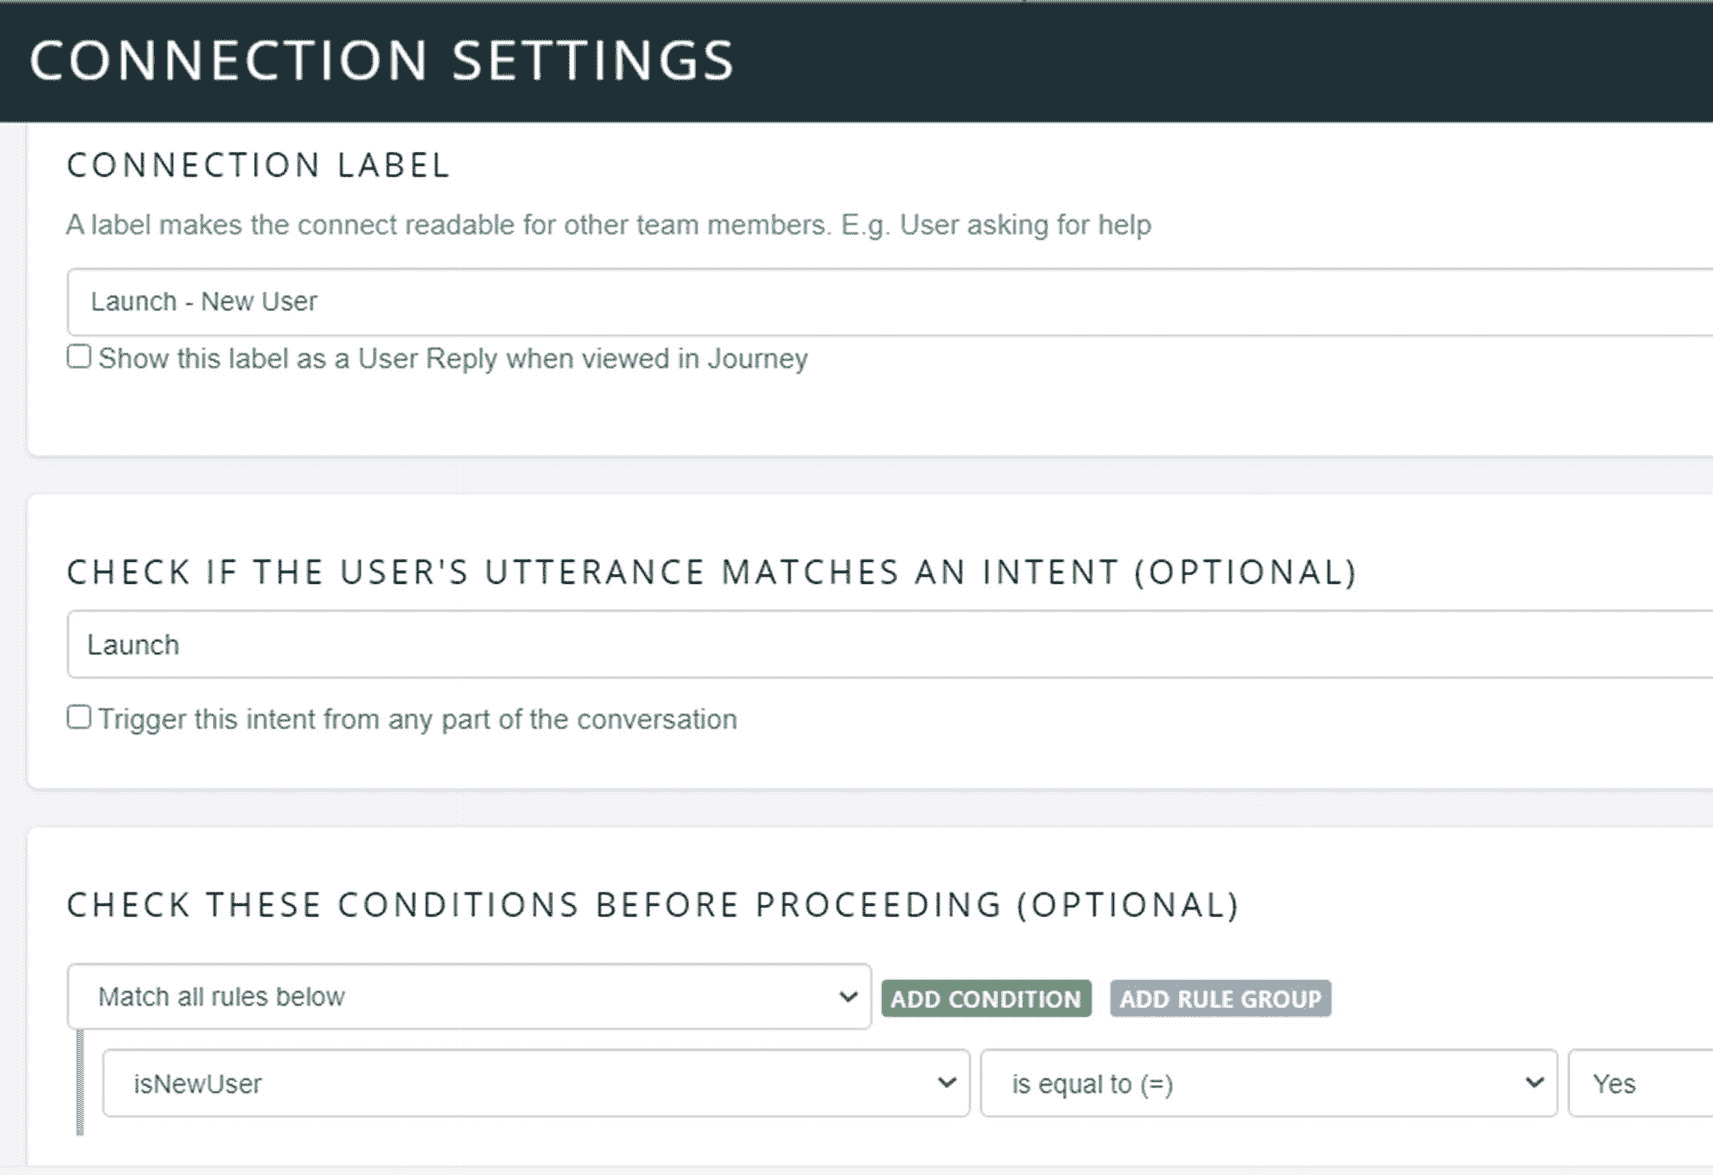 CONNECTION SETTINGS
CONNECTION LABEL
A label makes the connect readable for other team members. E.g. User asking for help
Launch - New User
Show this label as a User Reply when viewed in Journey
CHECK IF THE USER'S UTTERANCE MATCHES AN INTENT (OPTIONAL)
Launch
Trigger this intent from any part of the conversation
CHECK THESE CONDITIONS BEFORE PROCEEDING (OPTIONAL)
Match all rules below ADD CONDITION ADD RULE GROUP
isNewUser is equal to (=) Yes